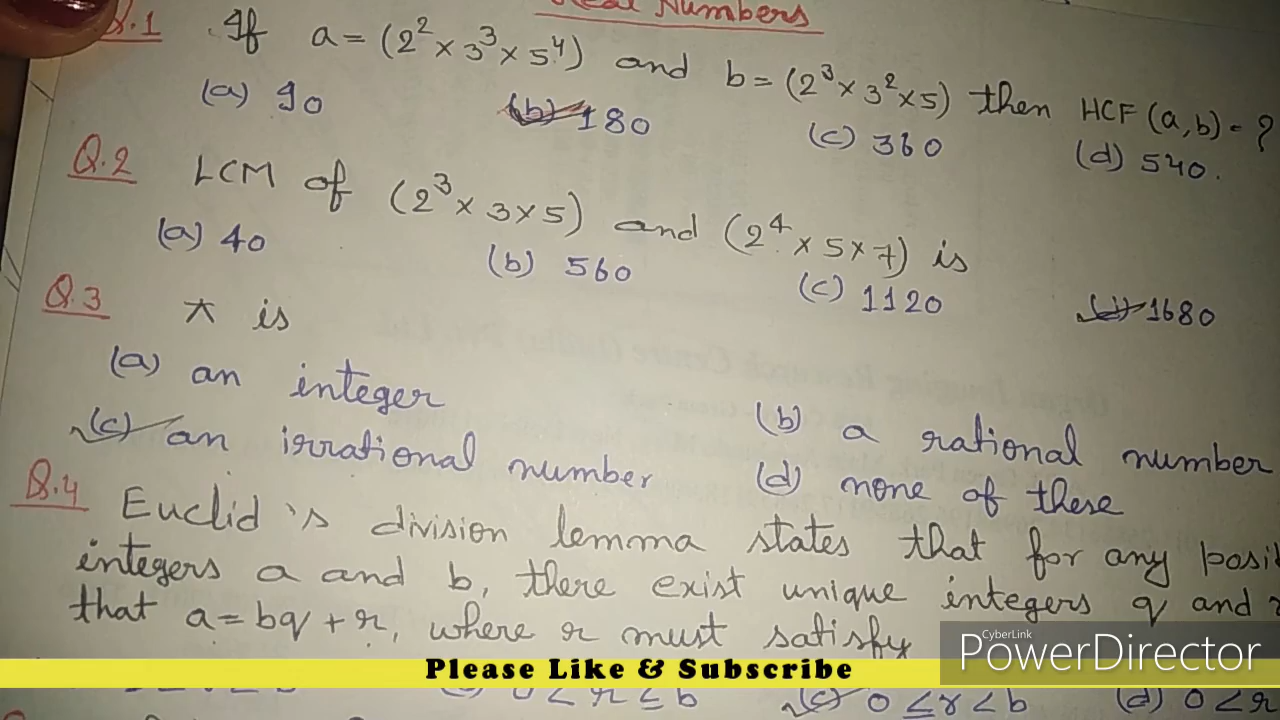 Real Numbers
Q.1 If a = (2² × 3³ × 5⁴) and b = (2³ × 3² × 5) then HCF (a, b) = ?
(a) 90 (b) 180 (c) 360 (d) 540.
Q.2 LCM of (2³ × 3 × 5) and (2⁴ × 5 × 7) is
(a) 40 (b) 560 (c) 1120 (d) 1680
Q.3 π is
(a) an integer (b) a rational number
(c) an irrational number (d) none of these
Q.4 Euclid's division lemma states that for any posi
integers a and b, there exist unique integers q and r
that a = bq + r, where r must satisfy
CyberLink
PowerDirector
Please Like & Subscribe
0 < r ≤ b (c) 0 ≤ r < b (d) 0 < r